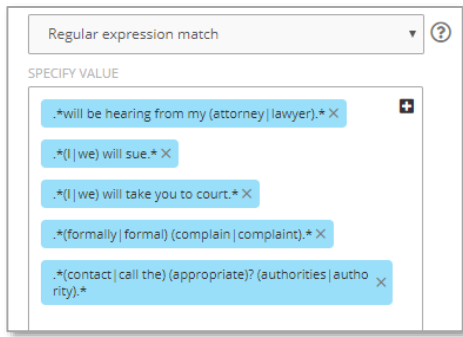 Regular expression match
SPECIFY VALUE
.*will be hearing from my (attorney|lawyer).*
.*(I|we) will sue.*
.*(I|we) will take you to court.*
.*(formally|formal) (complain|complaint).*
.*(contact|call the) (appropriate)? (authorities|autho
rity).*